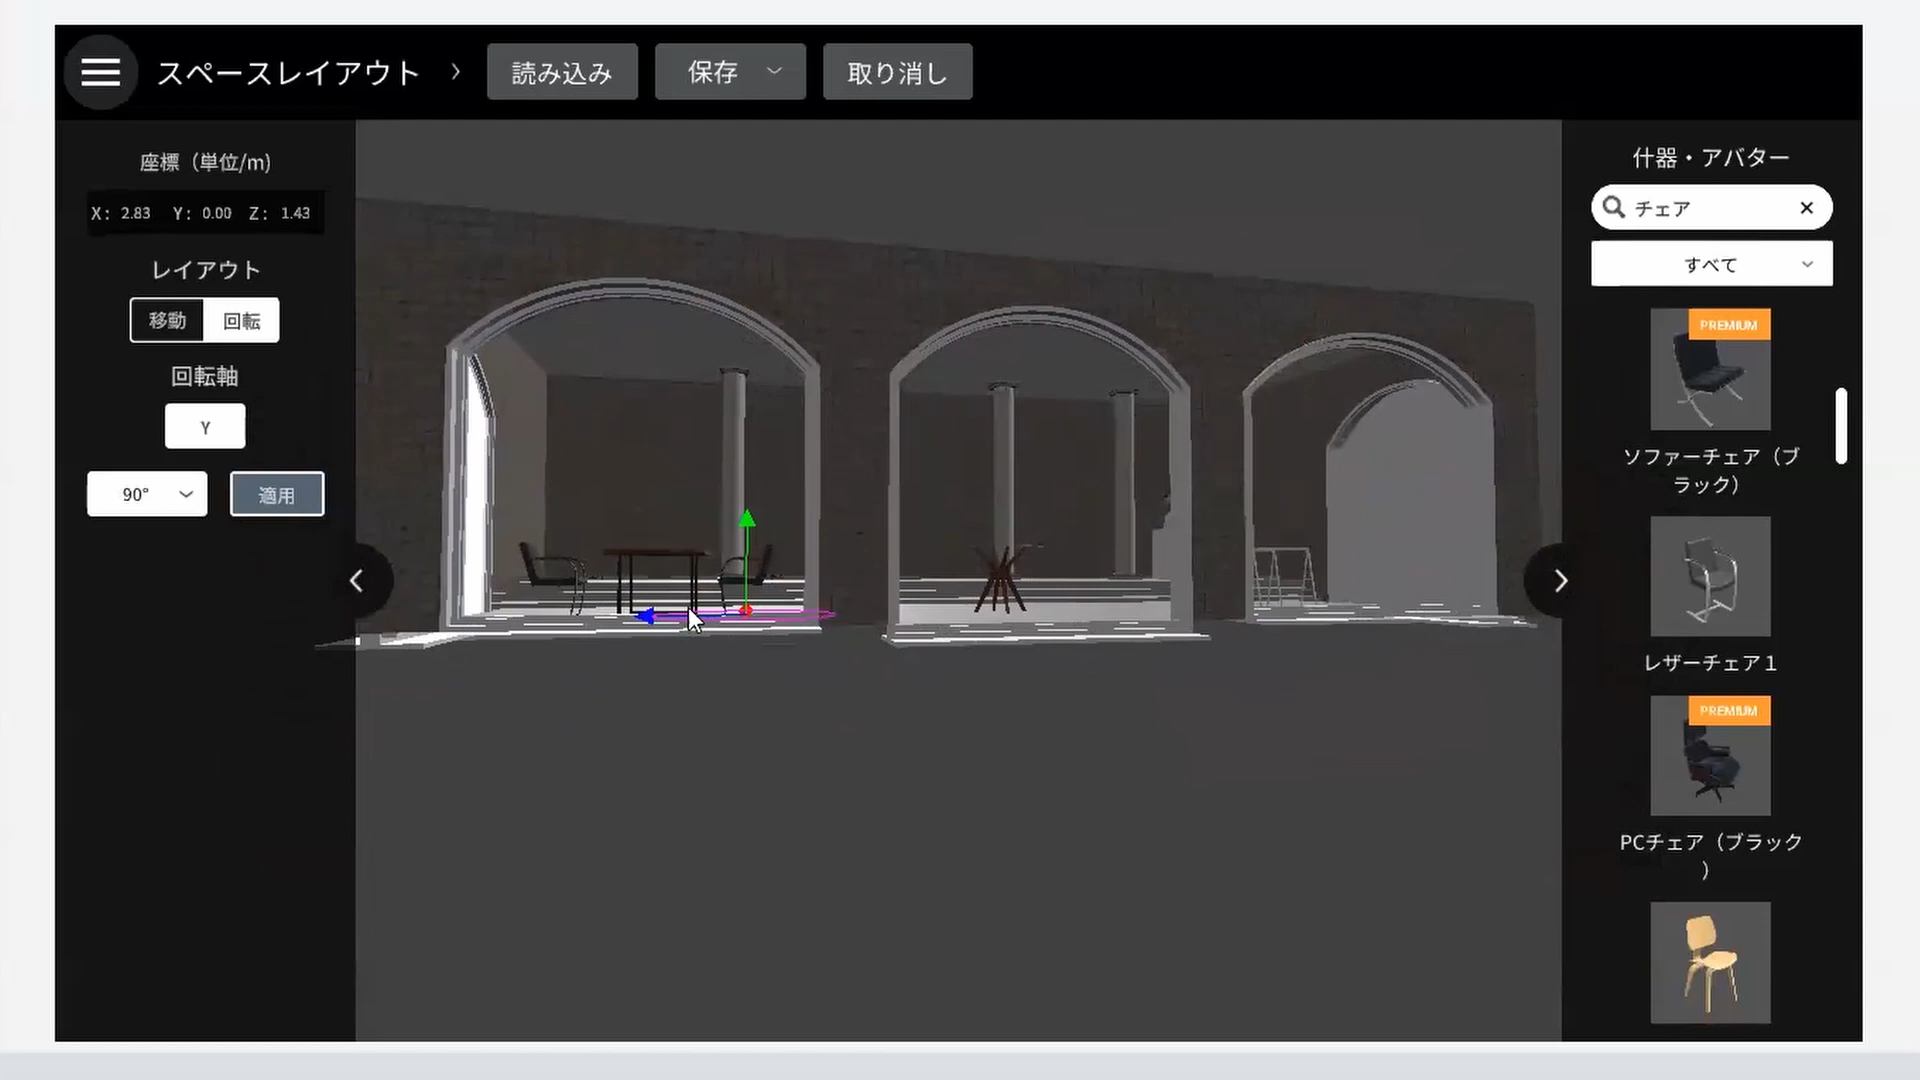 スペースレイアウト
読み込み
保存
取り消し
座標（単位/m)
X: 2.83 Y: 0.00 Z: 1.43
レイアウト
移動 回転
回転軸
Y
90° 適用
什器・アバター
チェア
すべて
PREMIUM
ソファーチェア（ブ
ラック）
レザーチェア１
PREMIUM
PCチェア（ブラック
）